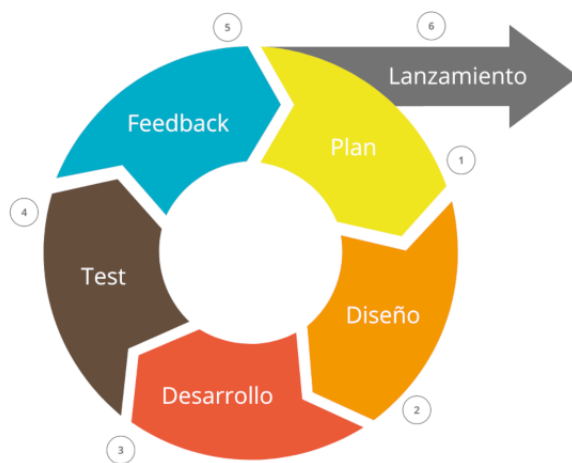 5
6
Lanzamiento
Feedback
Plan
1
4
Test
Diseño
Desarrollo
2
3